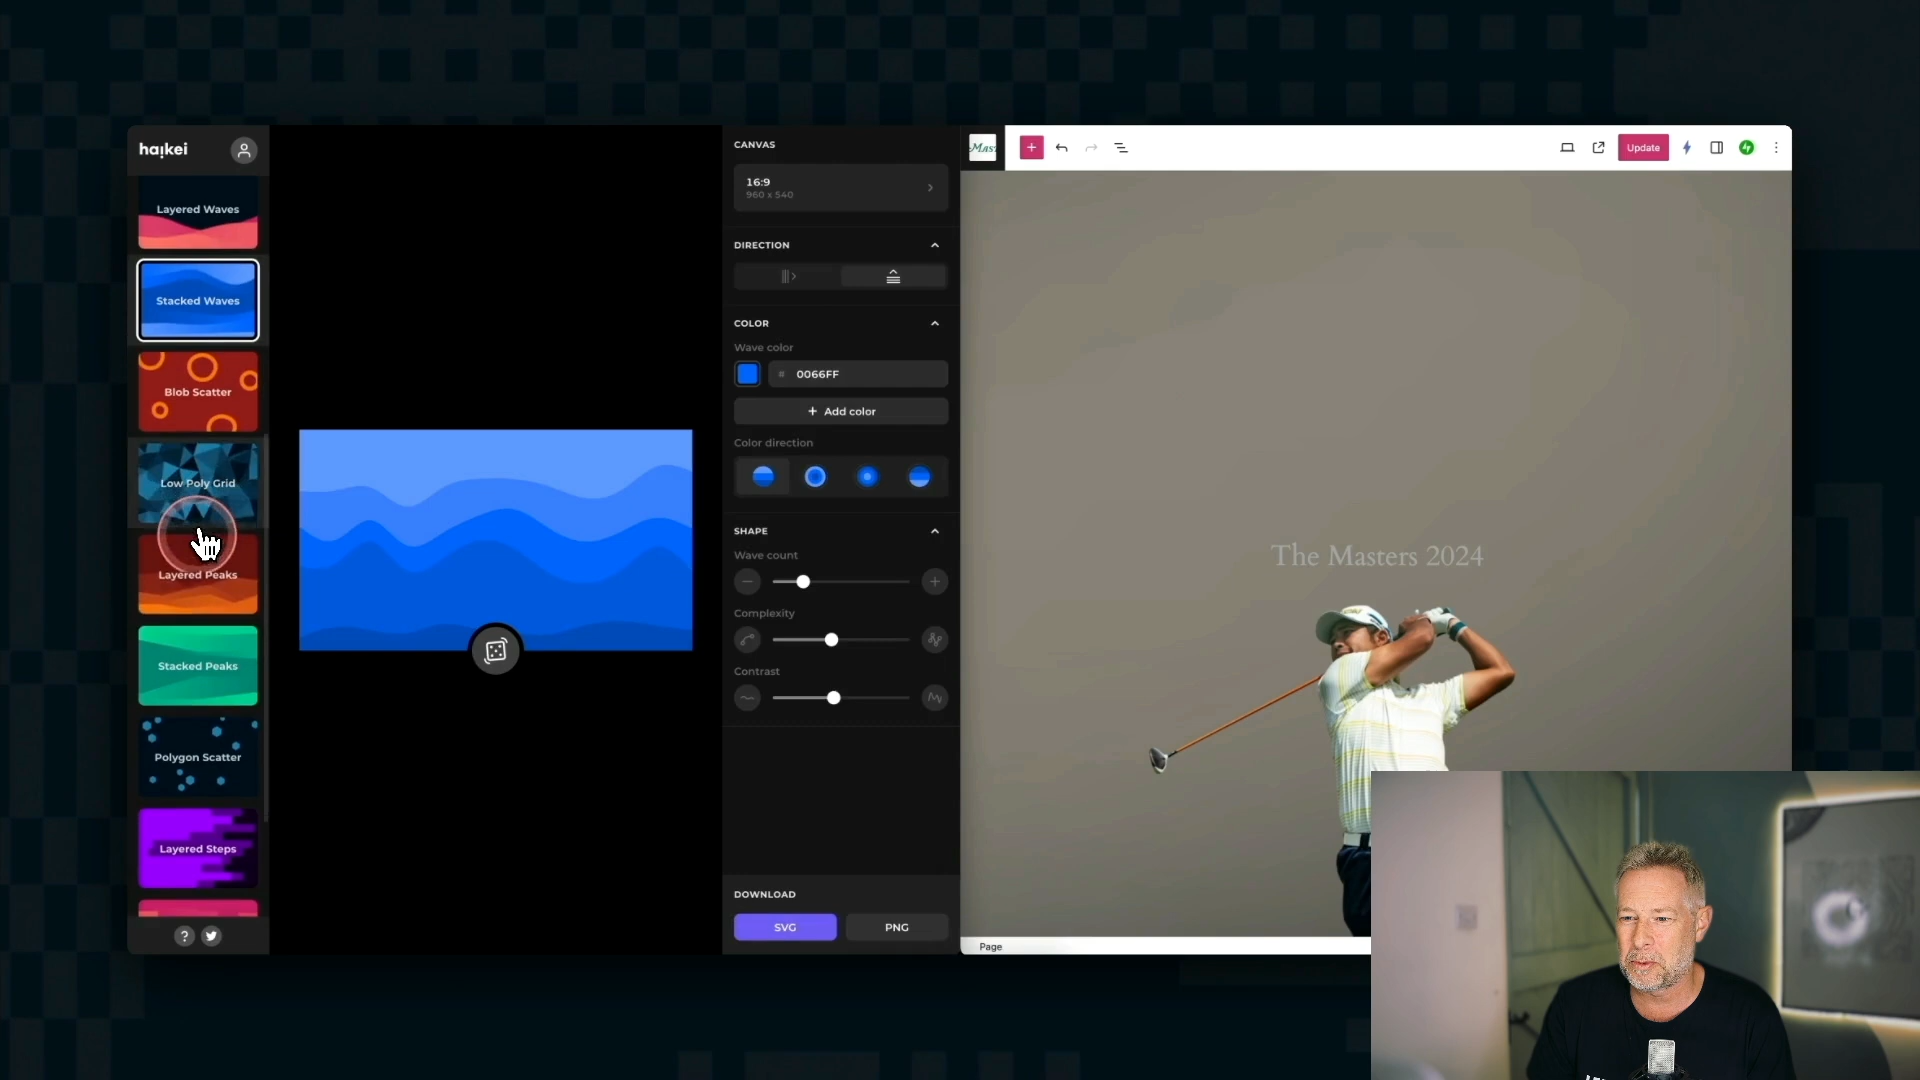 haikei
Layered Waves
Stacked Waves
Blob Scatter
Low Poly Grid
Layered Peaks
Stacked Peaks
Polygon Scatter
Layered Steps
CANVAS
16:9
960 x 540
DIRECTION
COLOR
Wave color
# 0066FF
+ Add color
Color direction
SHAPE
Wave count
Complexity
Contrast
DOWNLOAD
SVG
PNG
Update
The Masters 2024
Page